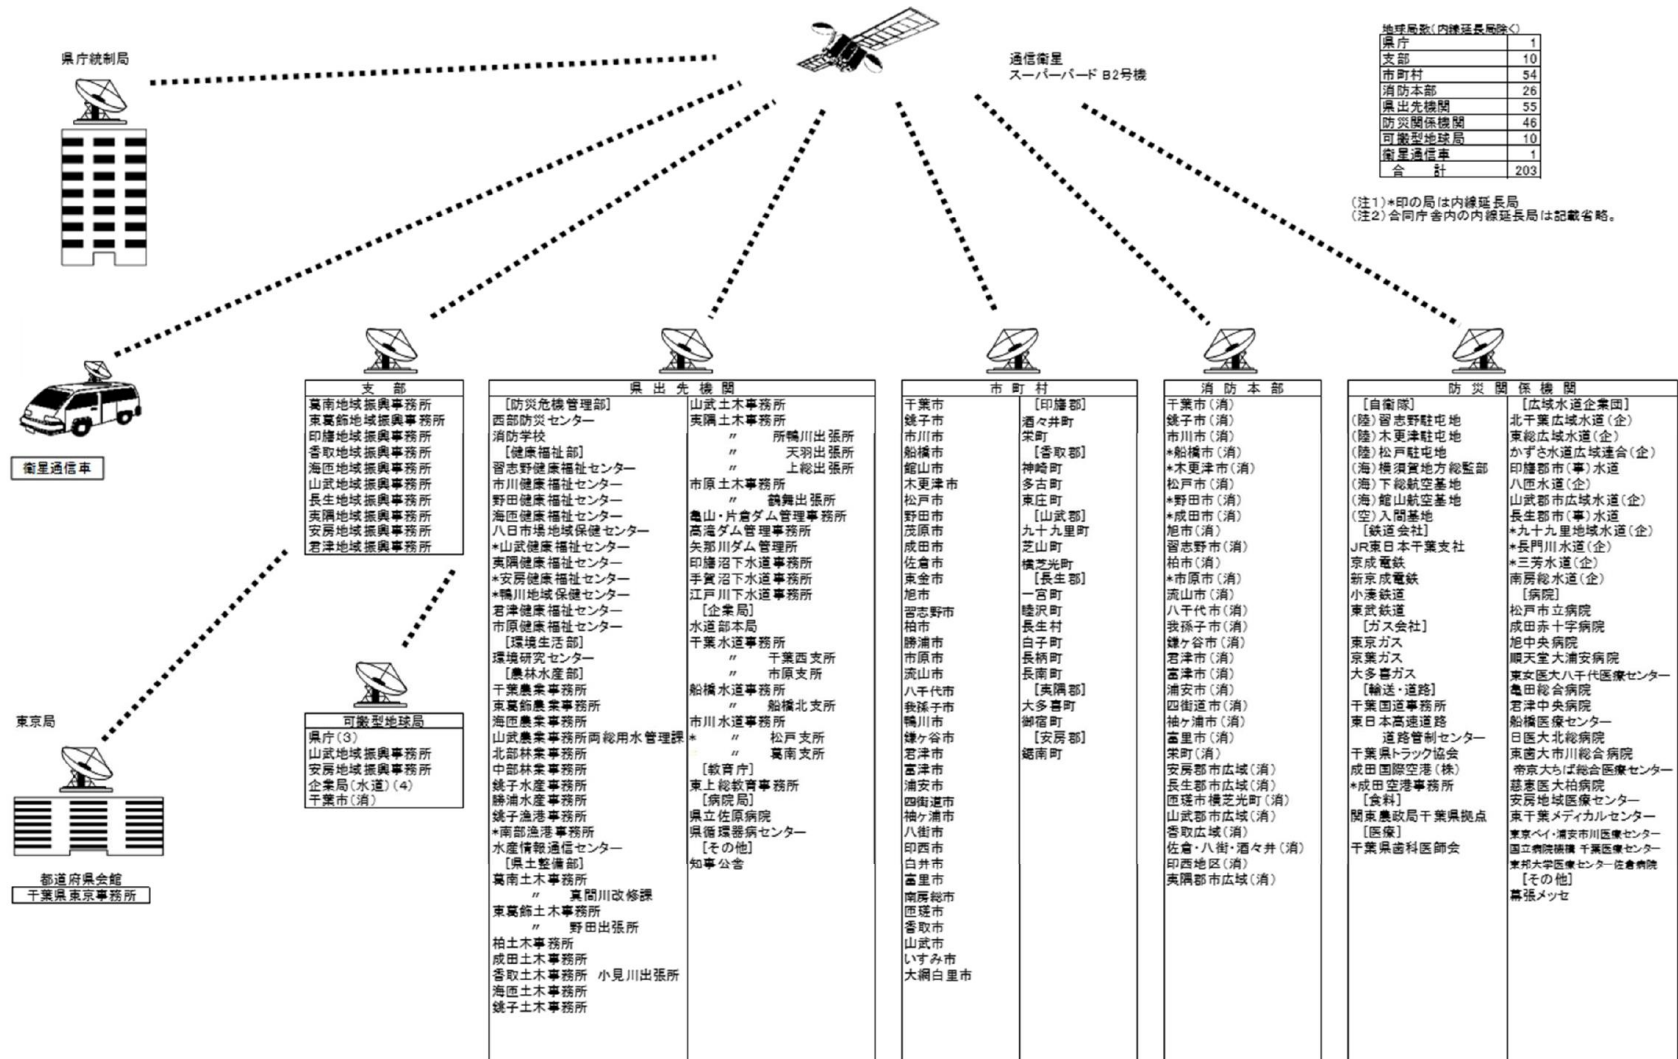 県庁統制局
通信衛星
スーパーバード B2号機
地球局数(内線延長局除く)
県庁 1
支部 10
市町村 54
消防本部 26
県出先機関 55
防災関係機関 46
可搬型地球局 10
衛星通信車 1
合 計 203
(注1)*印の局は内線延長局
(注2)合同庁舎内の内線延長局は記載省略。
衛星通信車
支 部
葛南地域振興事務所
東葛飾地域振興事務所
印旛地域振興事務所
香取地域振興事務所
海匝地域振興事務所
山武地域振興事務所
長生地域振興事務所
夷隅地域振興事務所
安房地域振興事務所
君津地域振興事務所
東京局
都道府県会館
千葉県東京事務所
可搬型地球局
県庁(3)
山武地域振興事務所
安房地域振興事務所
企業局(水道)(4)
千葉市(消)
県 出 先 機 関
[防災危機管理部]
西部防災センター
消防学校
[健康福祉部]
習志野健康福祉センター
市川健康福祉センター
野田健康福祉センター
海匝健康福祉センター
八日市場地域保健センター
*山武健康福祉センター
夷隅健康福祉センター
*安房健康福祉センター
*鴨川地域保健センター
君津健康福祉センター
市原健康福祉センター
[環境生活部]
環境研究センター
[農林水産部]
千葉農業事務所
東葛飾農業事務所
海匝農業事務所
山武農業事務所両総用水管理課
北部林業事務所
中部林業事務所
銚子水産事務所
勝浦水産事務所
銚子漁港事務所
*南部漁港事務所
水産情報通信センター
[県土整備部]
葛南土木事務所
〃 真間川改修課
東葛飾土木事務所
〃 野田出張所
柏土木事務所
成田土木事務所
香取土木事務所 小見川出張所
海匝土木事務所
銚子土木事務所
山武土木事務所
夷隅土木事務所
〃 所鴨川出張所
〃 天羽出張所
〃 上総出張所
市原土木事務所
〃 鶴舞出張所
亀山・片倉ダム管理事務所
高滝ダム管理事務所
矢那川ダム管理所
印旛沼下水道事務所
手賀沼下水道事務所
江戸川下水道事務所
[企業局]
水道部本局
千葉水道事務所
〃 千葉西支所
〃 市原支所
船橋水道事務所
〃 船橋北支所
市川水道事務所
* 〃 松戸支所
〃 葛南支所
[教育庁]
東上総教育事務所
[病院局]
県立佐原病院
県循環器病センター
[その他]
知事公舎
市 町 村
千葉市
銚子市
市川市
船橋市
館山市
木更津市
松戸市
野田市
茂原市
成田市
佐倉市
東金市
旭市
習志野市
柏市
勝浦市
市原市
流山市
八千代市
我孫子市
鴨川市
鎌ヶ谷市
君津市
富津市
浦安市
四街道市
袖ヶ浦市
八街市
印西市
白井市
富里市
南房総市
匝瑳市
香取市
山武市
いすみ市
大網白里市
[印旛郡]
酒々井町
栄町
[香取郡]
神崎町
多古町
東庄町
[山武郡]
九十九里町
芝山町
横芝光町
[長生郡]
一宮町
睦沢町
長生村
白子町
長柄町
長南町
[夷隅郡]
大多喜町
御宿町
[安房郡]
鋸南町
消 防 本 部
千葉市(消)
銚子市(消)
市川市(消)
*船橋市(消)
*木更津市(消)
松戸市(消)
*野田市(消)
*成田市(消)
旭市(消)
習志野市(消)
柏市(消)
*市原市(消)
流山市(消)
八千代市(消)
我孫子市(消)
鎌ケ谷市(消)
君津市(消)
富津市(消)
浦安市(消)
四街道市(消)
袖ヶ浦市(消)
富里市(消)
栄町(消)
安房郡市広域(消)
長生郡市広域(消)
匝瑳市横芝光町(消)
山武郡市広域(消)
香取広域(消)
佐倉・八街・酒々井(消)
印西地区(消)
夷隅郡市広域(消)
防 災 関 係 機 関
[自衛隊]
(陸)習志野駐屯地
(陸)木更津駐屯地
(陸)松戸駐屯地
(海)横須賀地方総監部
(海)下総航空基地
(海)館山航空基地
(空)入間基地
[鉄道会社]
JR東日本千葉支社
京成電鉄
新京成電鉄
小湊鉄道
東武鉄道
[ガス会社]
東京ガス
京葉ガス
大多喜ガス
[輸送・道路]
千葉国道事務所
東日本高速道路
道路管制センター
千葉県トラック協会
成田国際空港(株)
*成田空港事務所
[食料]
関東農政局千葉県拠点
[医療]
千葉県歯科医師会
[広域水道企業団]
北千葉広域水道(企)
東総広域水道(企)
かずさ水道広域連合(企)
印旛郡市(事)水道
八匝水道(企)
山武郡市広域水道(企)
長生郡市(事)水道
*九十九里地域水道(企)
*長門川水道(企)
*三芳水道(企)
南房総水道(企)
[病院]
松戸市立病院
成田赤十字病院
旭中央病院
順天堂大浦安病院
東女医大八千代医療センター
亀田総合病院
君津中央病院
船橋医療センター
日医大北総病院
東歯大市川総合病院
帝京大ちば総合医療センター
慈恵医大柏病院
安房地域医療センター
東千葉メディカルセンター
東京ベイ・浦安市川医療センター
国立病院機構 千葉医療センター
東邦大学医療センター佐倉病院
[その他]
幕張メッセ